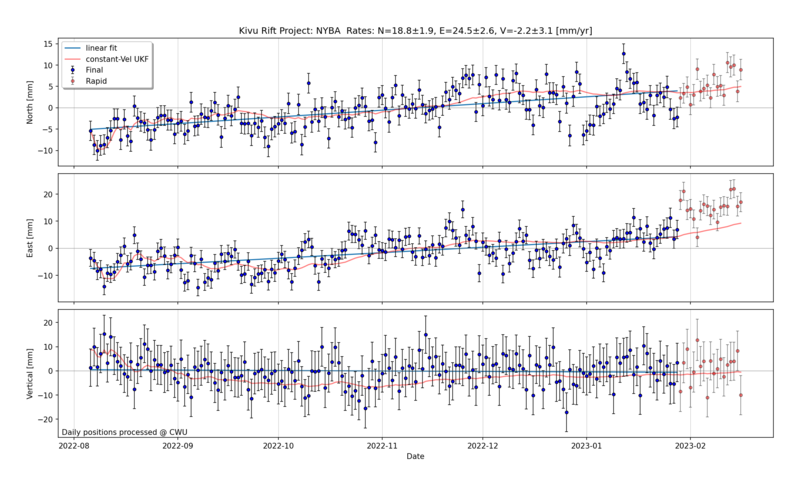 Kivu Rift Project: NYBA  Rates: N=18.8±1.9, E=24.5±2.6, V=-2.2±3.1 [mm/yr]
linear fit
constant-Vel UKF
Final
Rapid
North [mm]
15
10
5
0
−5
−10
East [mm]
20
10
0
−10
Vertical [mm]
20
10
0
−10
−20
Daily positions processed @ CWU
2022-08
2022-09
2022-10
2022-11
2022-12
2023-01
2023-02
Date